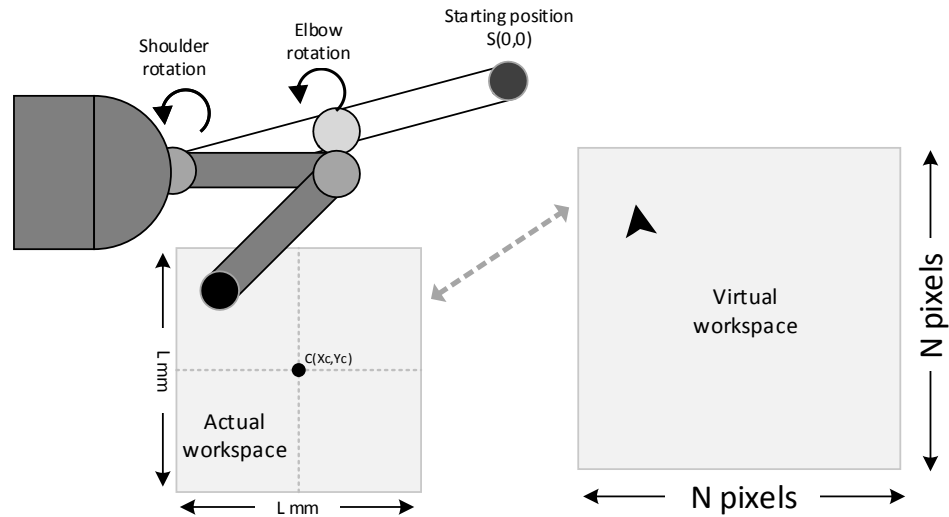 Starting position
S(0,0)
Elbow
rotation
Shoulder
rotation
L mm
C(Xc,Yc)
Actual
workspace
L mm
Virtual
workspace
N pixels
N pixels